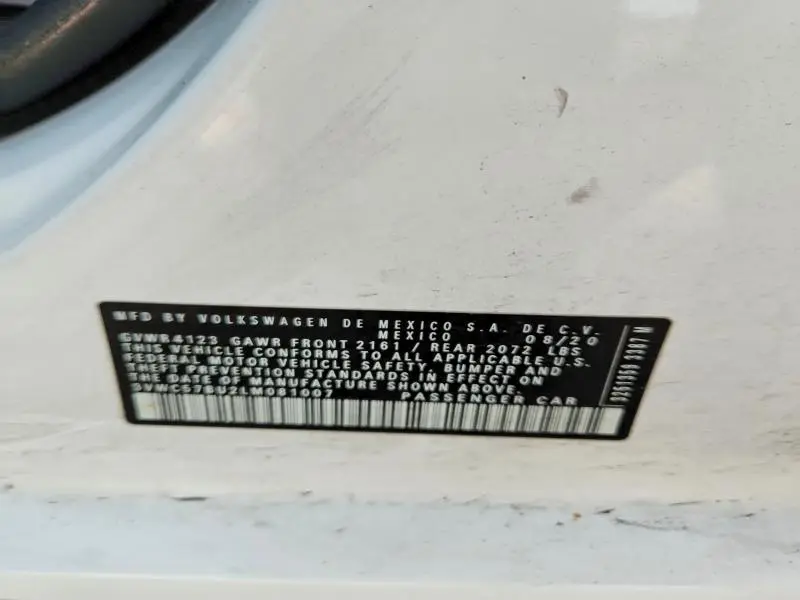 MFD BY VOLKSWAGEN DE MEXICO S.A. DE C.V.
MEXICO 08/20
GVWR4123 GAWR FRONT 2161 / REAR 2072 LBS
THIS VEHICLE CONFORMS TO ALL APPLICABLE U.S.
FEDERAL MOTOR VEHICLE SAFETY, BUMPER AND
THEFT PREVENTION STANDARDS IN EFFECT ON
THE DATE OF MANUFACTURE SHOWN ABOVE.
PASSENGER CAR